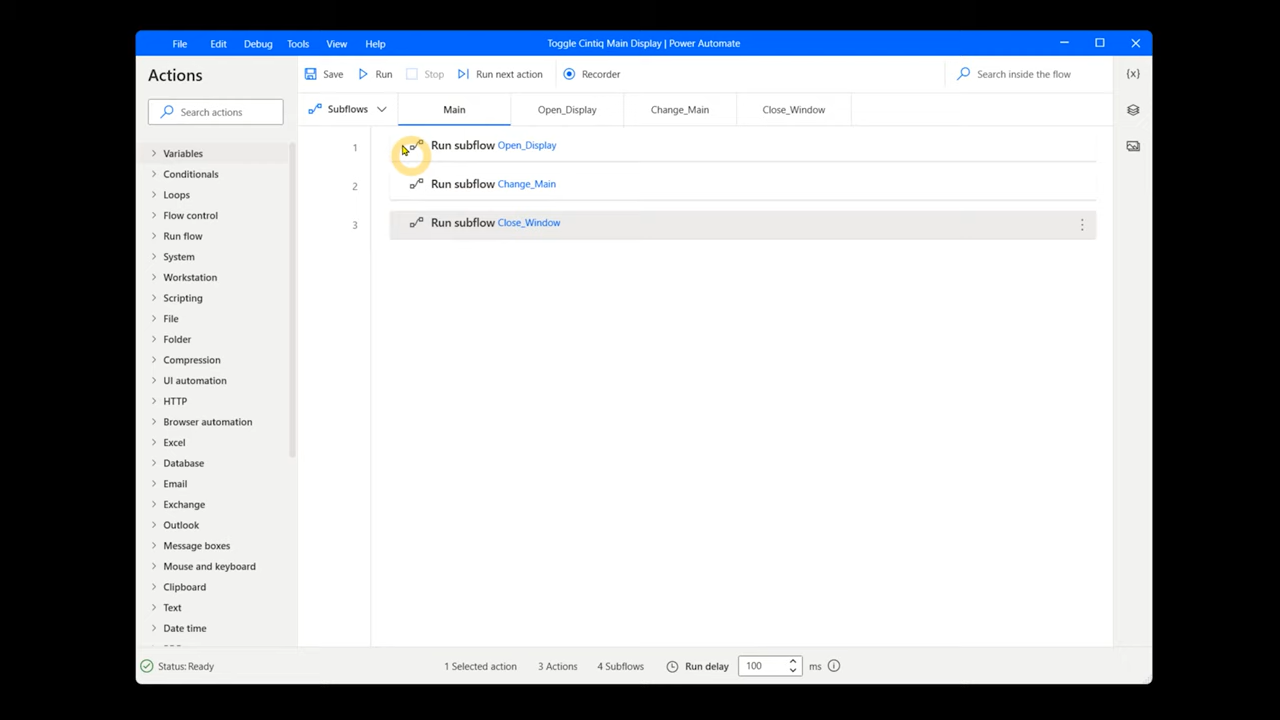 File Edit Debug Tools View Help Toggle Cintiq Main Display | Power Automate
Actions
Save Run Stop Run next action Recorder Search inside the flow {x}
Search actions
Subflows Main Open_Display Change_Main Close_Window
1 Run subflow Open_Display
2 Run subflow Change_Main
3 Run subflow Close_Window
Variables
Conditionals
Loops
Flow control
Run flow
System
Workstation
Scripting
File
Folder
Compression
UI automation
HTTP
Browser automation
Excel
Database
Email
Exchange
Outlook
Message boxes
Mouse and keyboard
Clipboard
Text
Date time
Status: Ready 1 Selected action 3 Actions 4 Subflows Run delay 100 ms